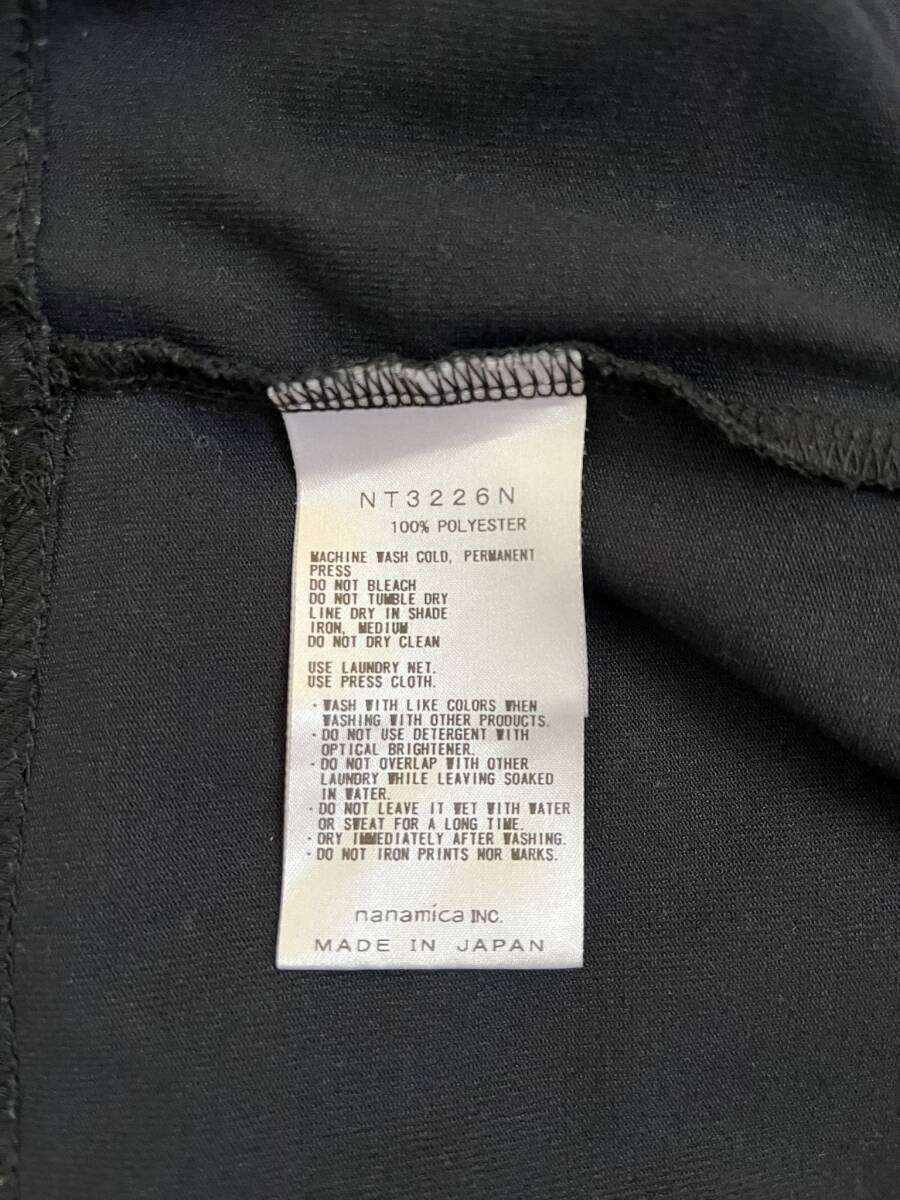 NT3226N
100% POLYESTER
MACHINE WASH COLD, PERMANENT
PRESS
DO NOT BLEACH
DO NOT TUMBLE DRY
LINE DRY IN SHADE
IRON, MEDIUM
DO NOT DRY CLEAN
USE LAUNDRY NET.
USE PRESS CLOTH.
・WASH WITH LIKE COLORS WHEN
WASHING WITH OTHER PRODUCTS.
・DO NOT USE DETERGENT WITH
OPTICAL BRIGHTENER.
・DO NOT OVERLAP WITH OTHER
LAUNDRY WHILE LEAVING SOAKED
IN WATER.
・DO NOT LEAVE IT WET WITH WATER
OR SWEAT FOR A LONG TIME.
・DRY IMMEDIATELY AFTER WASHING.
・DO NOT IRON PRINTS NOR MARKS.
nanamica INC.
MADE IN JAPAN